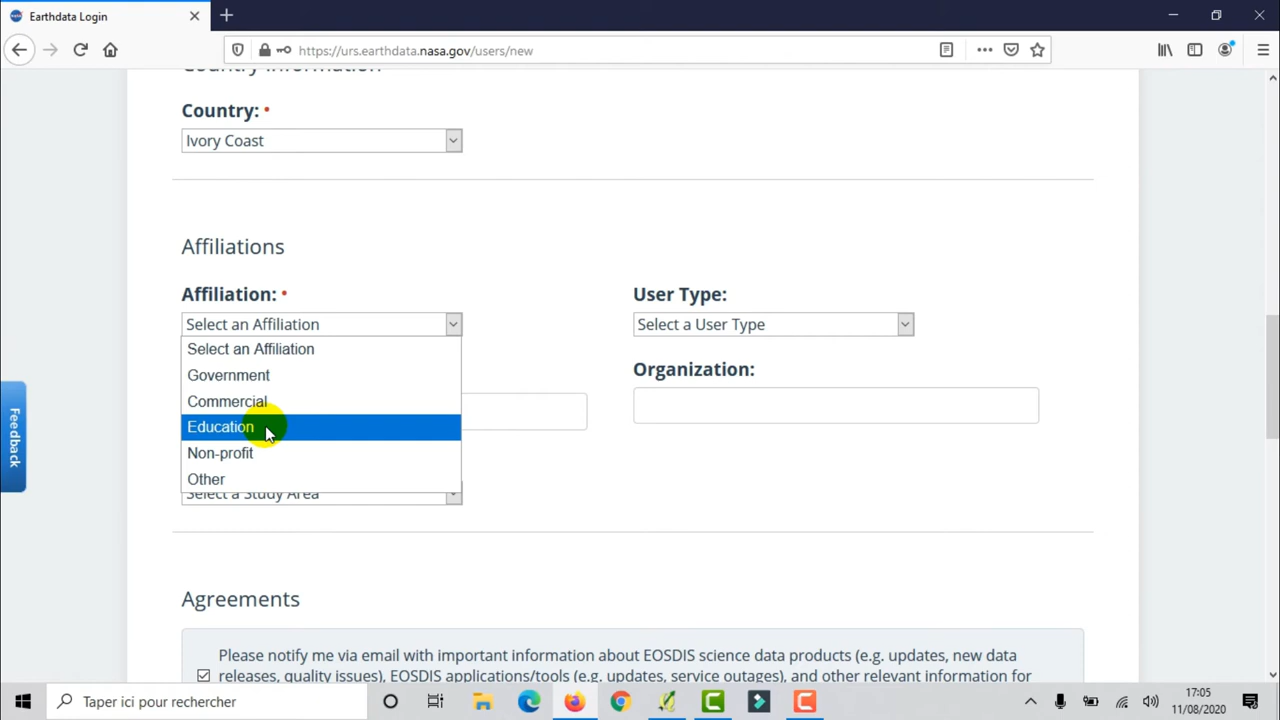 Earthdata Login
https://urs.earthdata.nasa.gov/users/new
Country Information
Country: •
Ivory Coast
Affiliations
Affiliation: •
User Type:
Select an Affiliation
Select a User Type
Select an Affiliation
Government
Organization:
Commercial
Education
Non-profit
Other
Select a Study Area
Feedback
Agreements
Please notify me via email with important information about EOSDIS science data products (e.g. updates, new data
releases, quality issues), EOSDIS applications/tools (e.g. updates, service outages), and other relevant information for
Taper ici pour rechercher
17:05
11/08/2020